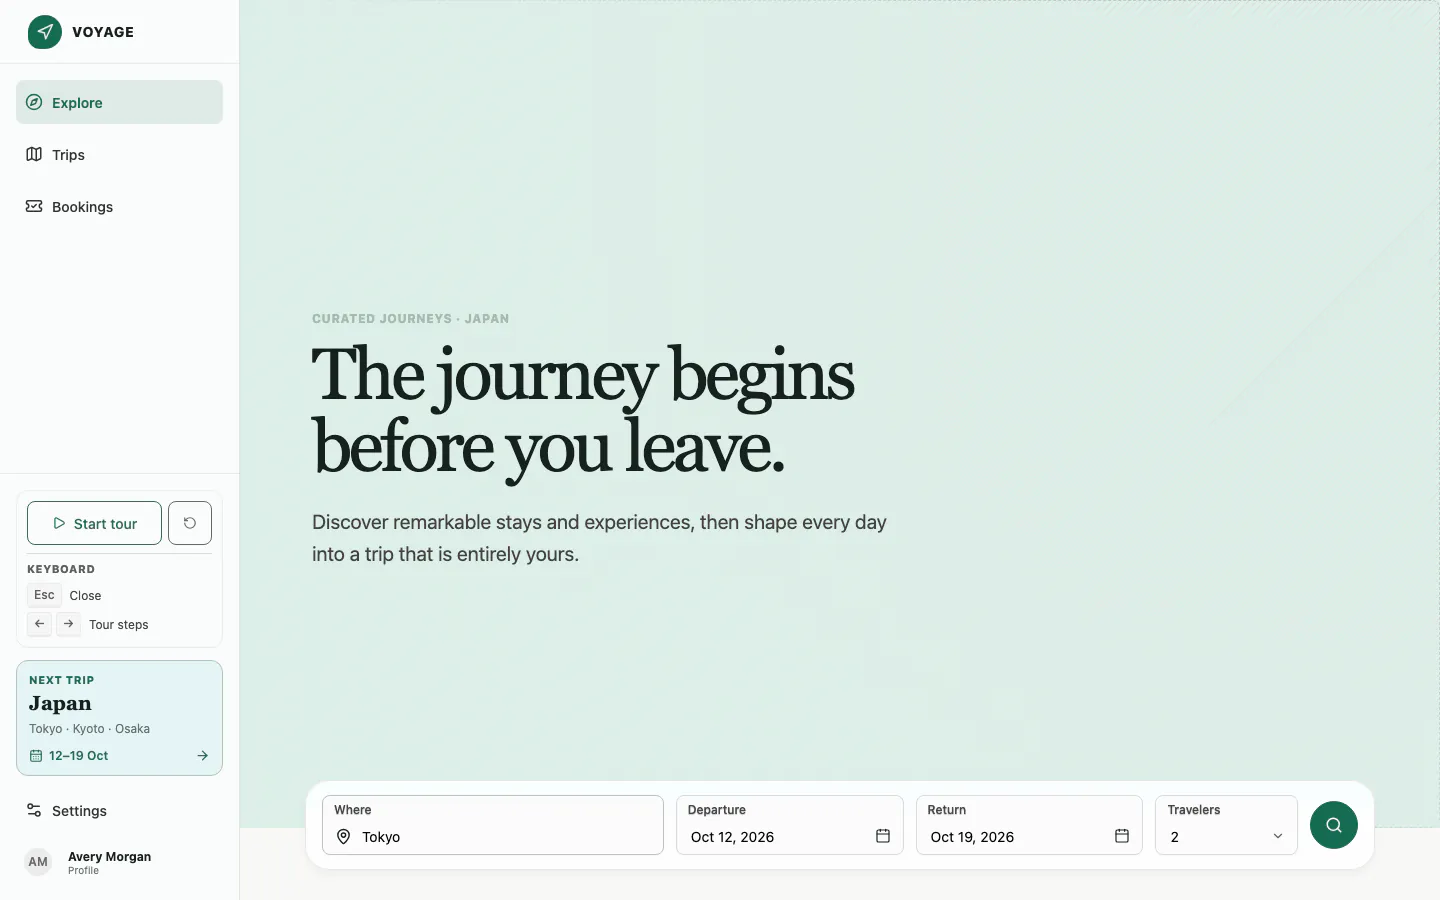 VOYAGE
Explore
Trips
Bookings
Start tour
KEYBOARD
Esc Close
← → Tour steps
NEXT TRIP
Japan
Tokyo · Kyoto · Osaka
12–19 Oct
Settings
AM
Avery Morgan
Profile
CURATED JOURNEYS · JAPAN
The journey begins
before you leave.
Discover remarkable stays and experiences, then shape every day
into a trip that is entirely yours.
Where
Tokyo
Departure
Oct 12, 2026
Return
Oct 19, 2026
Travelers
2